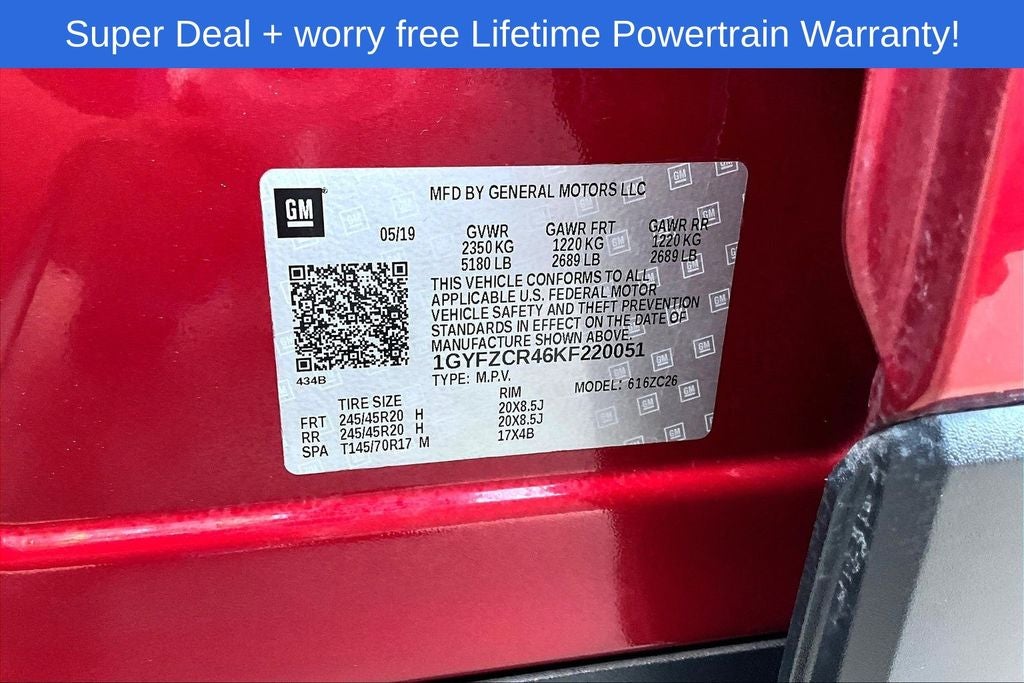 Super Deal + worry free Lifetime Powertrain Warranty!
GM
®
MFD BY GENERAL MOTORS LLC
05/19 GVWR GAWR FRT GAWR RR
2350 KG 1220 KG 1220 KG
5180 LB 2689 LB 2689 LB
THIS VEHICLE CONFORMS TO ALL
APPLICABLE U.S. FEDERAL MOTOR
VEHICLE SAFETY AND THEFT PREVENTION
STANDARDS IN EFFECT ON THE DATE OF
MANUFACTURE SHOWN ABOVE.
1GYFZCR46KF220051
434B
TYPE: M.P.V. MODEL: 616ZC26
TIRE SIZE RIM
FRT 245/45R20 H 20X8.5J
RR 245/45R20 H 20X8.5J
SPA T145/70R17 M 17X4B